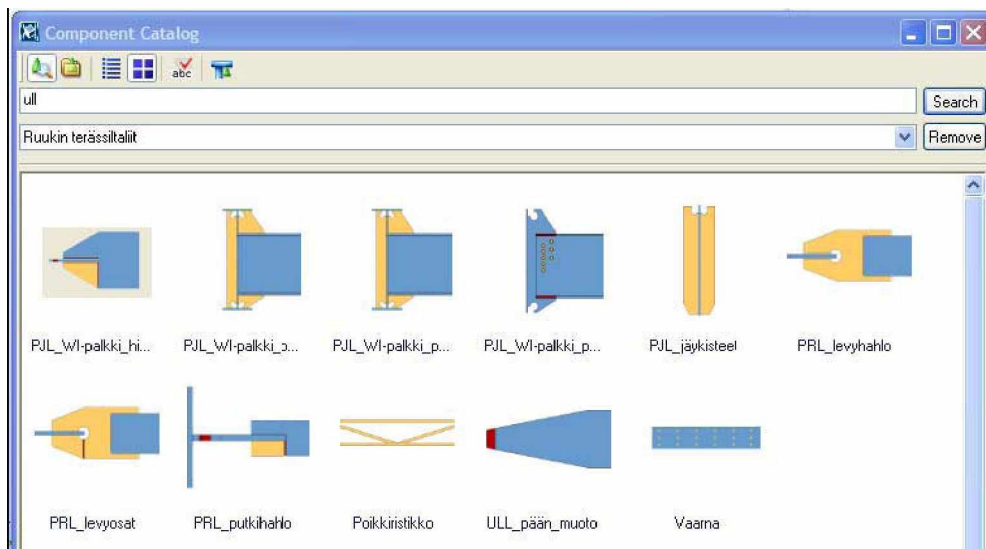 Component Catalog
abc
ull
Search
Ruukin terässiltaliit
Remove
PJL_WI-palkki_hi...
PJL_WI-palkki_p...
PJL_WI-palkki_p...
PJL_WI-palkki_p...
PJL_jäykisteet
PRL_levyhahlo
PRL_levyosat
PRL_putkihahlo
Poikkiristikko
ULL_pään_muoto
Vaarna